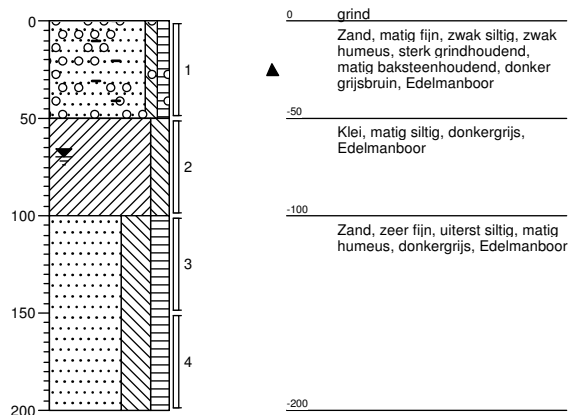 0
50
100
150
200
1
2
3
4
0
grind
Zand, matig fijn, zwak siltig, zwak
humeus, sterk grindhoudend,
matig baksteenhoudend, donker
grijsbruin, Edelmanboor
-50
Klei, matig siltig, donkergrijs,
Edelmanboor
-100
Zand, zeer fijn, uiterst siltig, matig
humeus, donkergrijs, Edelmanboor
-200